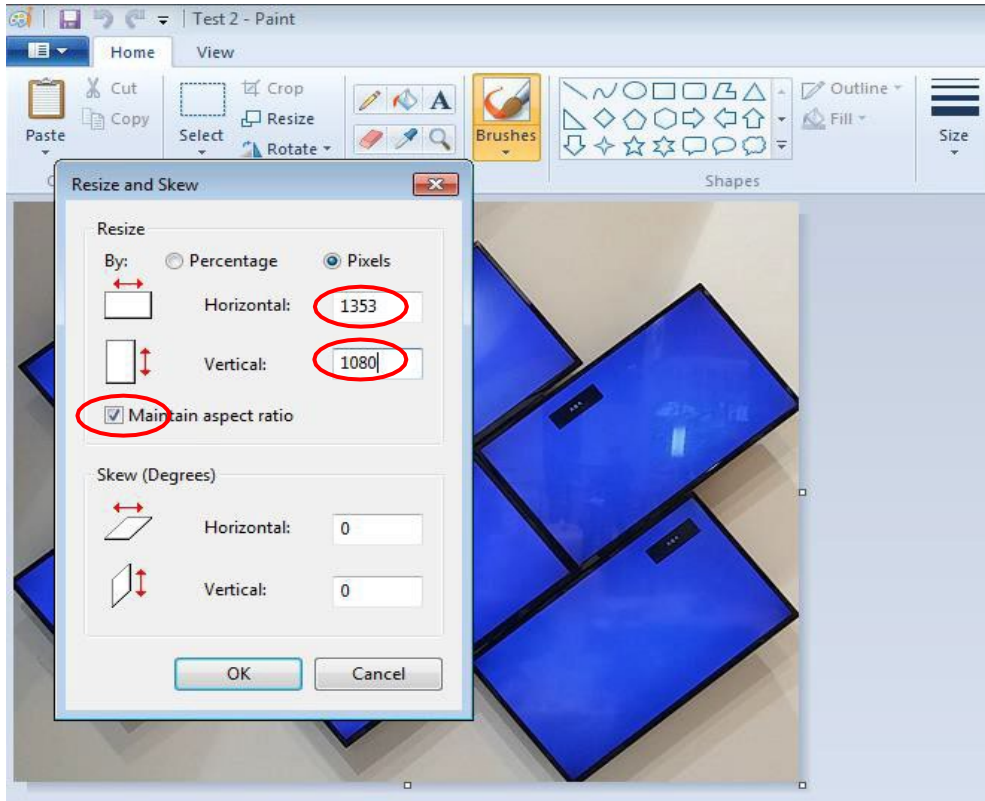 Test 2 - Paint
Home View
Cut
Copy
Paste
Select
Crop
Resize
Rotate
A
Brushes
Outline
Fill
Shapes
Size
Resize and Skew
Resize
By: Percentage Pixels
Horizontal: 1353
Vertical: 1080
Maintain aspect ratio
Skew (Degrees)
Horizontal: 0
Vertical: 0
OK Cancel